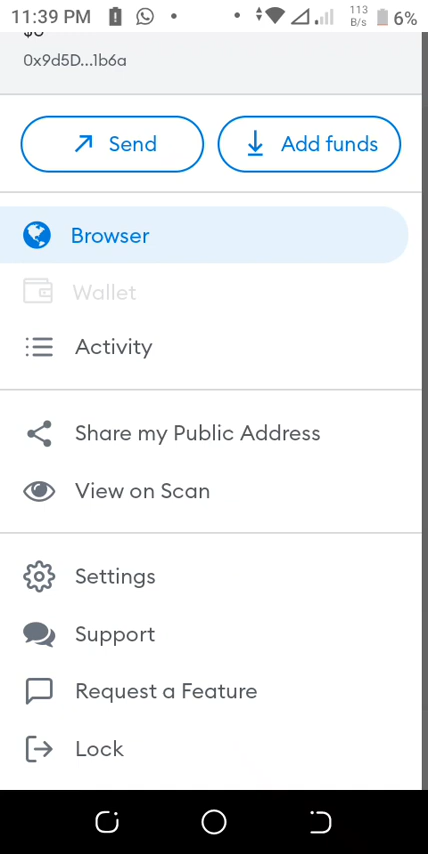 11:39 PM 113 B/s 6%
$0
0x9d5D...1b6a
Send Add funds
Browser
Wallet
Activity
Share my Public Address
View on Scan
Settings
Support
Request a Feature
Lock